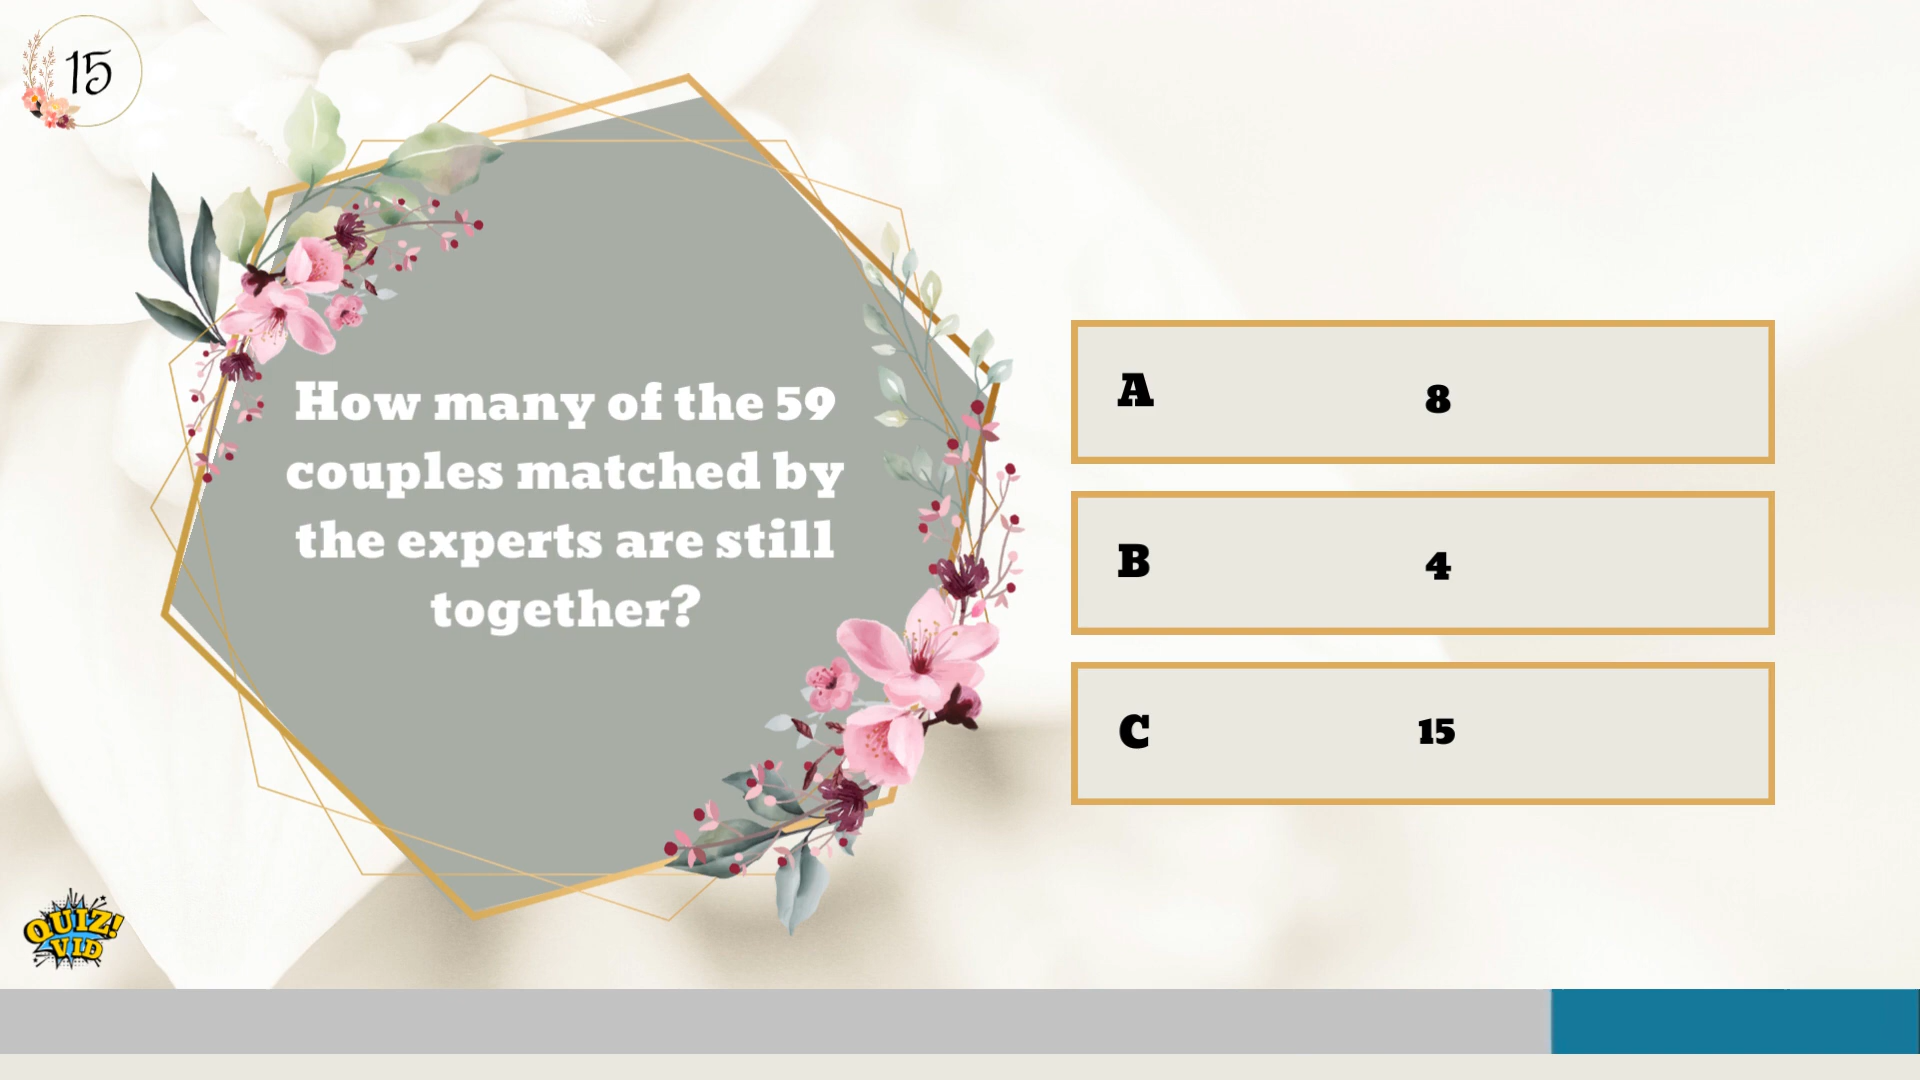 15
How many of the 59
couples matched by
the experts are still
together?
A 8
B 4
C 15
QUIZ!
VID